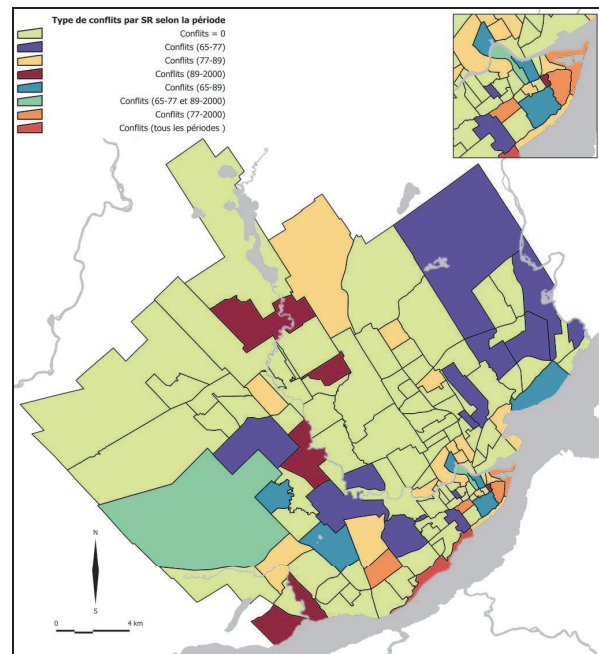 Type de conflits par SR selon la période
Conflits = 0
Conflits (65-77)
Conflits (77-89)
Conflits (89-2000)
Conflits (65-89)
Conflits (65-77 et 89-2000)
Conflits (77-2000)
Conflits (tous les périodes )
N
S
0 4 km